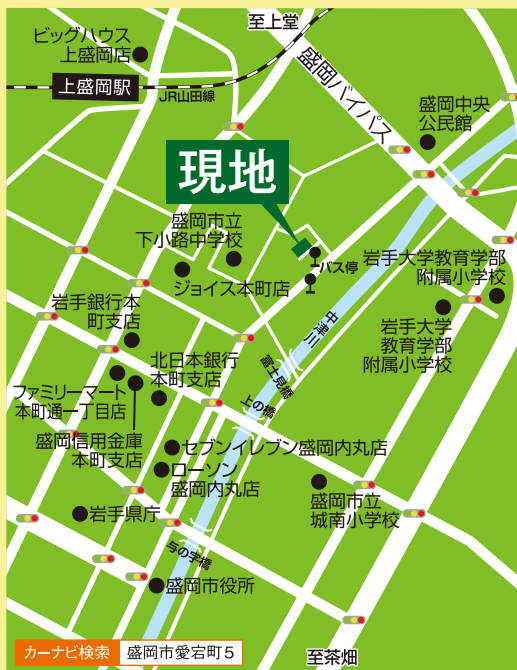 至上堂
ビッグハウス
上盛岡店
上盛岡駅
JR山田線
盛岡バイパス
盛岡中央
公民館
現地
盛岡市立
下小路中学校
バス停
岩手大学教育学部
附属小学校
ジョイス本町店
中津川
岩手銀行本
町支店
岩手大学
教育学部
附属小学校
北日本銀行
本町支店
富士見橋
ファミリーマート
本町通一丁目店
上の橋
盛岡信用金庫
本町支店
セブンイレブン盛岡内丸店
ローソン
盛岡内丸店
盛岡市立
城南小学校
岩手県庁
与の字橋
盛岡市役所
カーナビ検索 盛岡市愛宕町5
至茶畑